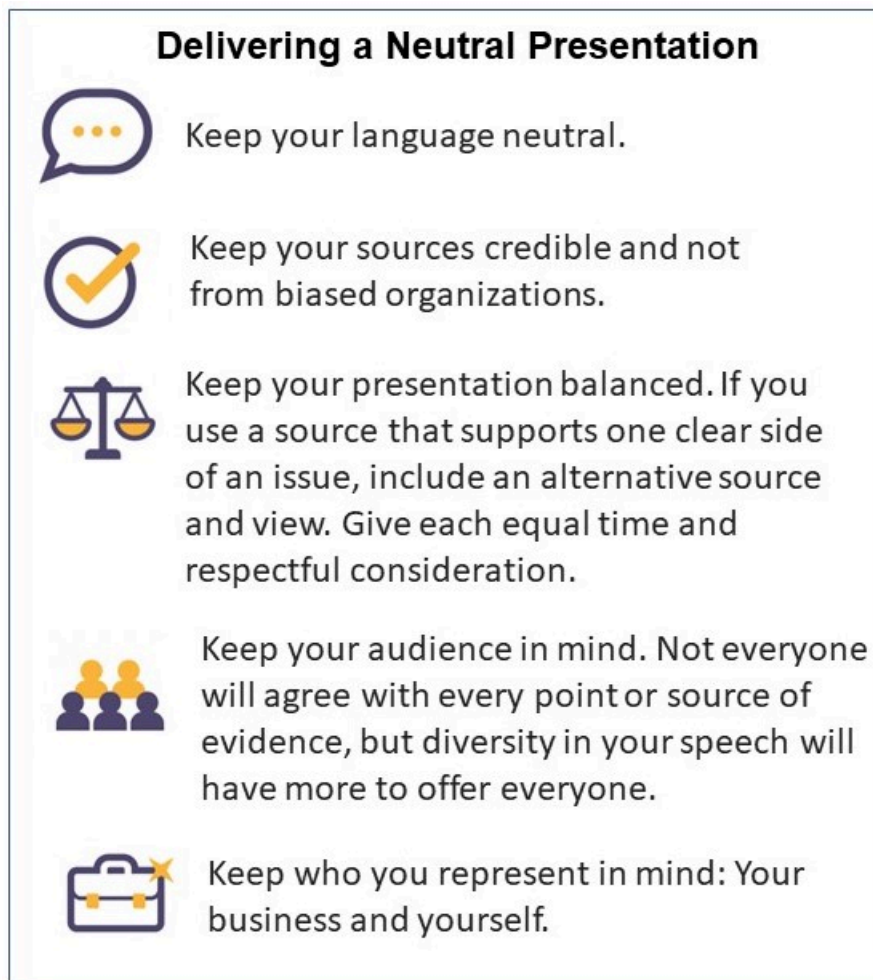 Delivering a Neutral Presentation
Keep your language neutral.
Keep your sources credible and not
from biased organizations.
Keep your presentation balanced. If you
use a source that supports one clear side
of an issue, include an alternative source
and view. Give each equal time and
respectful consideration.
Keep your audience in mind. Not everyone
will agree with every point or source of
evidence, but diversity in your speech will
have more to offer everyone.
Keep who you represent in mind: Your
business and yourself.